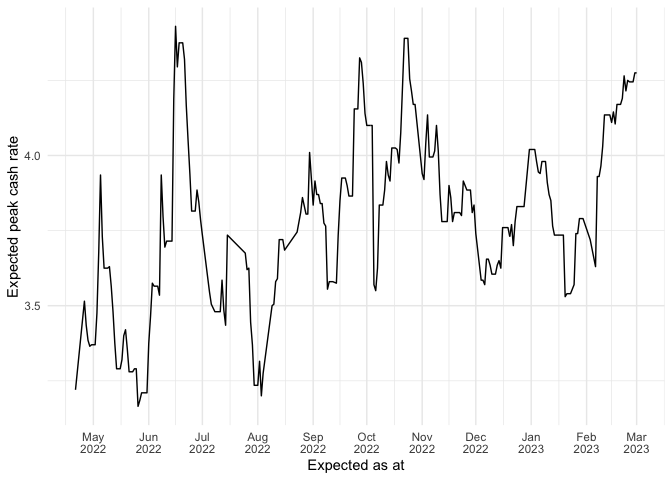 Expected peak cash rate
4.0
3.5
May Jun Jul Aug Sep Oct Nov Dec Jan Feb Mar
2022 2022 2022 2022 2022 2022 2022 2022 2023 2023 2023
Expected as at